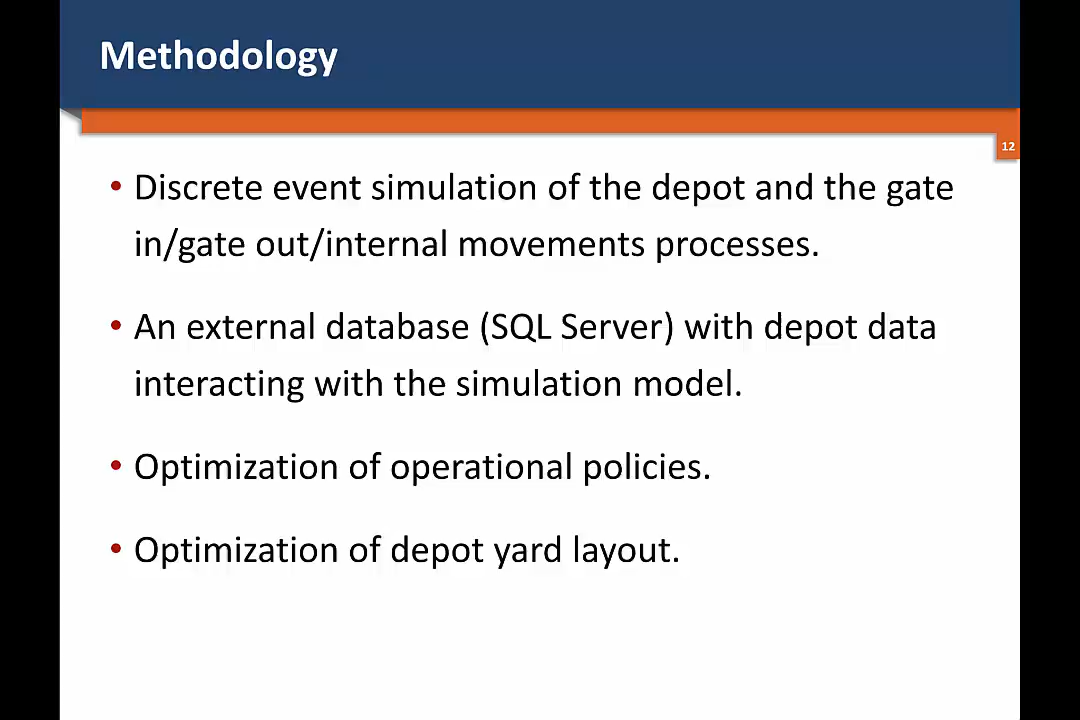 Methodology
12
• Discrete event simulation of the depot and the gate
in/gate out/internal movements processes.
• An external database (SQL Server) with depot data
interacting with the simulation model.
• Optimization of operational policies.
• Optimization of depot yard layout.